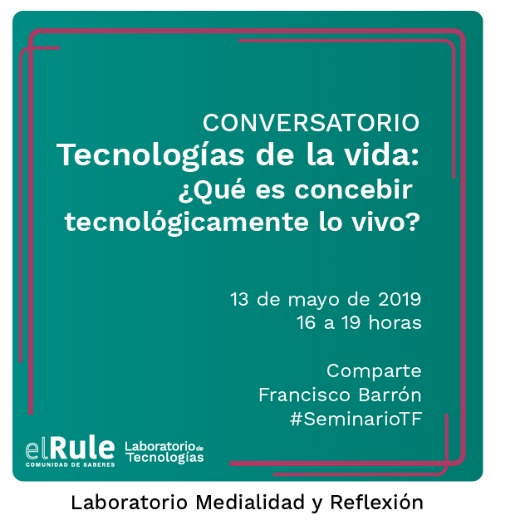 CONVERSATORIO
Tecnologías de la vida:
¿Qué es concebir
tecnológicamente lo vivo?
13 de mayo de 2019
16 a 19 horas
Comparte
Francisco Barrón
#SeminarioTF
elRule
COMUNIDAD DE SABERES
Laboratorio de
Tecnologías
Laboratorio Medialidad y Reflexión